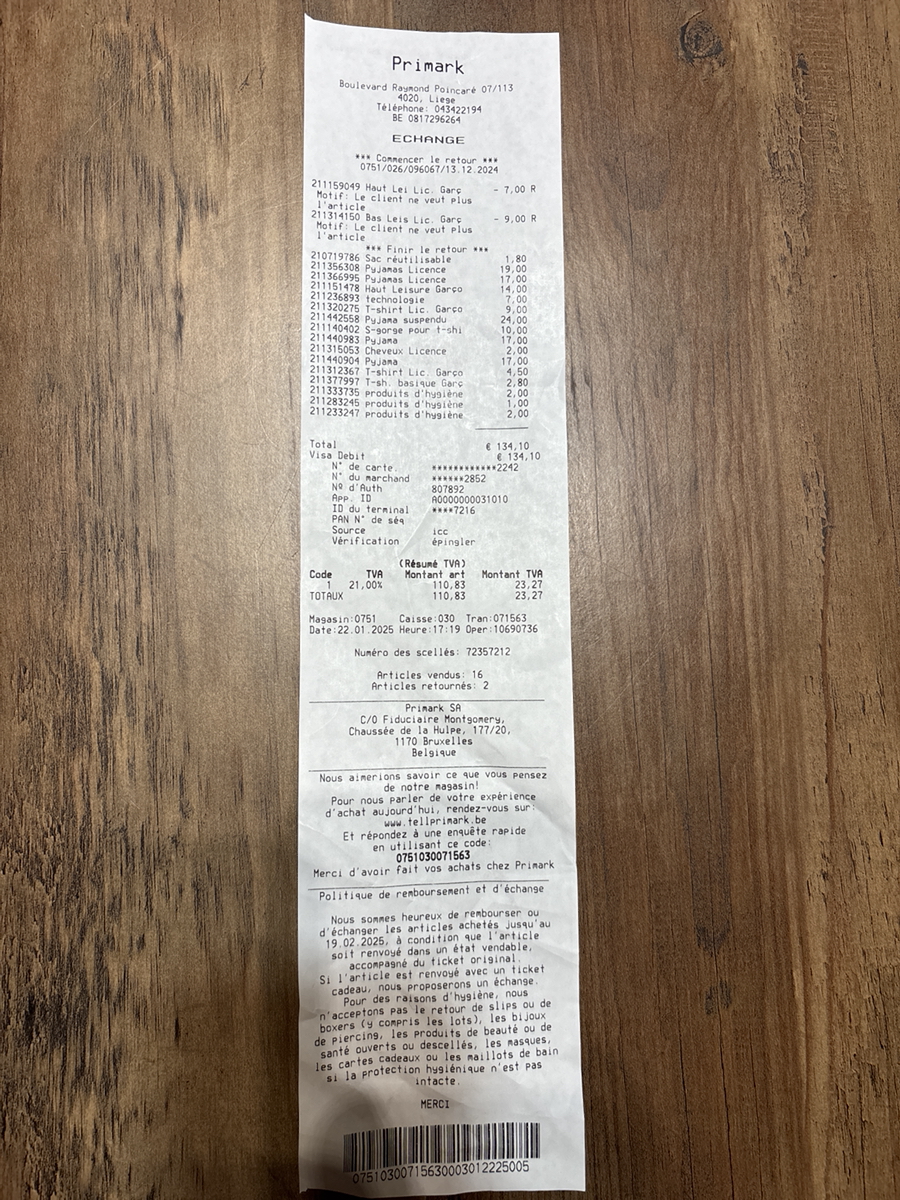 Primark
Boulevard Raymond Poincaré 07/113
4020, Liege
Téléphone: 043422194
BE 0817296264
ECHANGE
*** Commencer le retour ***
0751/026/096067/13.12.2024
211159049 Haut Lei Lic. Garç - 7,00 R
Motif: Le client ne veut plus
l'article
211314150 Bas Leis Lic. Garç - 9,00 R
Motif: Le client ne veut plus
l'article
*** Finir le retour ***
210719786 Sac réutilisable 1,80
211356308 Pyjamas Licence 19,00
211366995 Pyjamas Licence 17,00
211151478 Haut Leisure Garço 14,00
211236893 technologie 7,00
211320275 T-shirt Lic. Garço 9,00
211442558 Pyjama suspendu 24,00
211140402 S-gorge pour t-shi 10,00
211440983 Pyjama 17,00
211315053 Cheveux Licence 2,00
211440904 Pyjama 17,00
211312367 T-shirt Lic. Garço 4,50
211377997 T-sh. basique Garç 2,80
211333735 produits d'hygiène 2,00
211283245 produits d'hygiène 1,00
211233247 produits d'hygiène 2,00
Total € 134,10
Visa Debit € 134,10
N° de carte. ************2242
N° du marchand ******2852
Nº d'Auth 807892
App. ID A0000000031010
ID du terminal ****7216
PAN N° de séq
Source icc
Vérification épingler
(Résumé TVA)
Code TVA Montant art Montant TVA
1 21,00% 110,83 23,27
TOTAUX 110,83 23,27
Magasin:0751 Caisse:030 Tran:071563
Date:22.01.2025 Heure:17:19 Oper:10690736
Numéro des scellés: 72357212
Articles vendus: 16
Articles retournés: 2
Primark SA
C/O Fiduciaire Montgomery,
Chaussée de la Hulpe, 177/20,
1170 Bruxelles
Belgique
Nous aimerions savoir ce que vous pensez
de notre magasin!
Pour nous parler de votre expérience
d'achat aujourd'hui, rendez-vous sur:
www.tellprimark.be
Et répondez à une enquête rapide
en utilisant ce code:
0751030071563
Merci d'avoir fait vos achats chez Primark
Politique de remboursement et d'échange
Nous sommes heureux de rembourser ou
d'échanger les articles achetés jusqu'au
19.02.2025, à condition que l'article
soit renvoyé dans un état vendable,
accompagné du ticket original.
Si l'article est renvoyé avec un ticket
cadeau, nous proposerons un échange.
Pour des raisons d'hygiène, nous
n'acceptons pas le retour de slips ou de
boxers (y compris les lots), les bijoux
de piercing, les produits de beauté ou de
santé ouverts ou descellés, les masques,
les cartes cadeaux ou les maillots de bain
si la protection hygiénique n'est pas
intacte.
MERCI
07510300715630003012225005